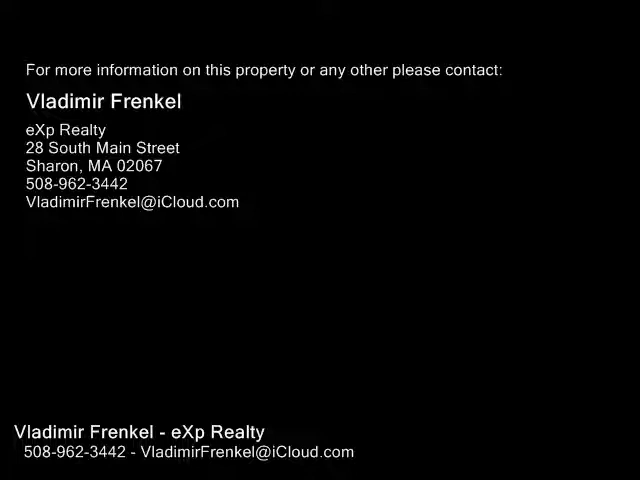 For more information on this property or any other please contact:
Vladimir Frenkel
eXp Realty
28 South Main Street
Sharon, MA 02067
508-962-3442
VladimirFrenkel@iCloud.com
Vladimir Frenkel - eXp Realty
508-962-3442 - VladimirFrenkel@iCloud.com